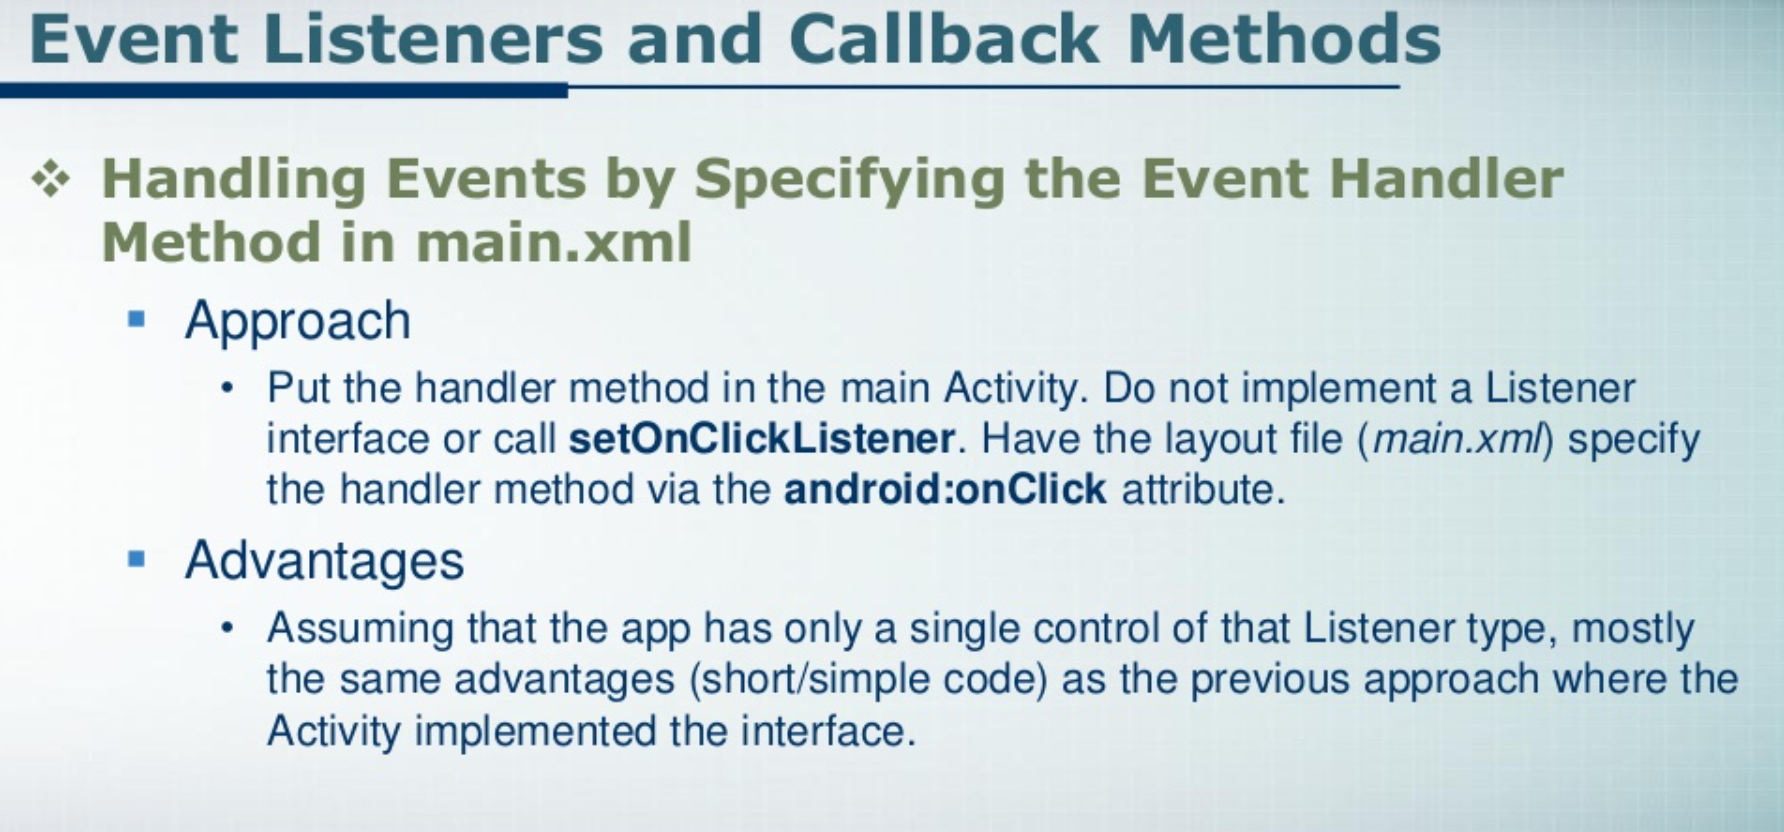 Event Listeners and Callback Methods
❖ Handling Events by Specifying the Event Handler
Method in main.xml
▪ Approach
• Put the handler method in the main Activity. Do not implement a Listener
interface or call setOnClickListener. Have the layout file (main.xml) specify
the handler method via the android:onClick attribute.
▪ Advantages
• Assuming that the app has only a single control of that Listener type, mostly
the same advantages (short/simple code) as the previous approach where the
Activity implemented the interface.